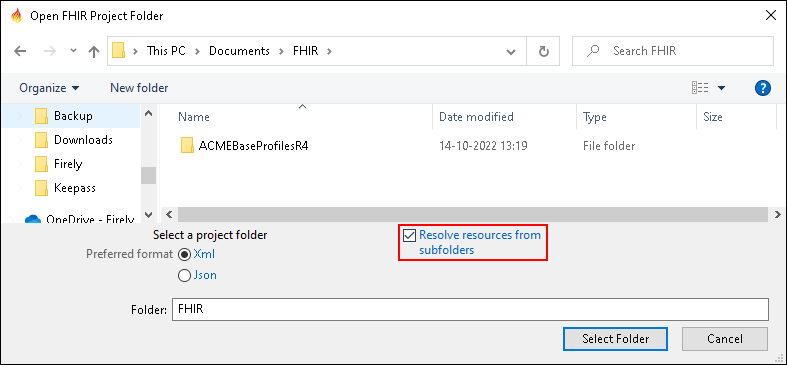 Open FHIR Project Folder
This PC Documents FHIR Search FHIR
Organize New folder ?
Name Date modified Type Size
Backup
Downloads
ACMEBaseProfilesR4 14-10-2022 13:19 File folder
Firely
Keepass
OneDrive - Firely
Select a project folder
Resolve resources from
subfolders
Preferred format Xml
Json
Folder: FHIR
Select Folder Cancel